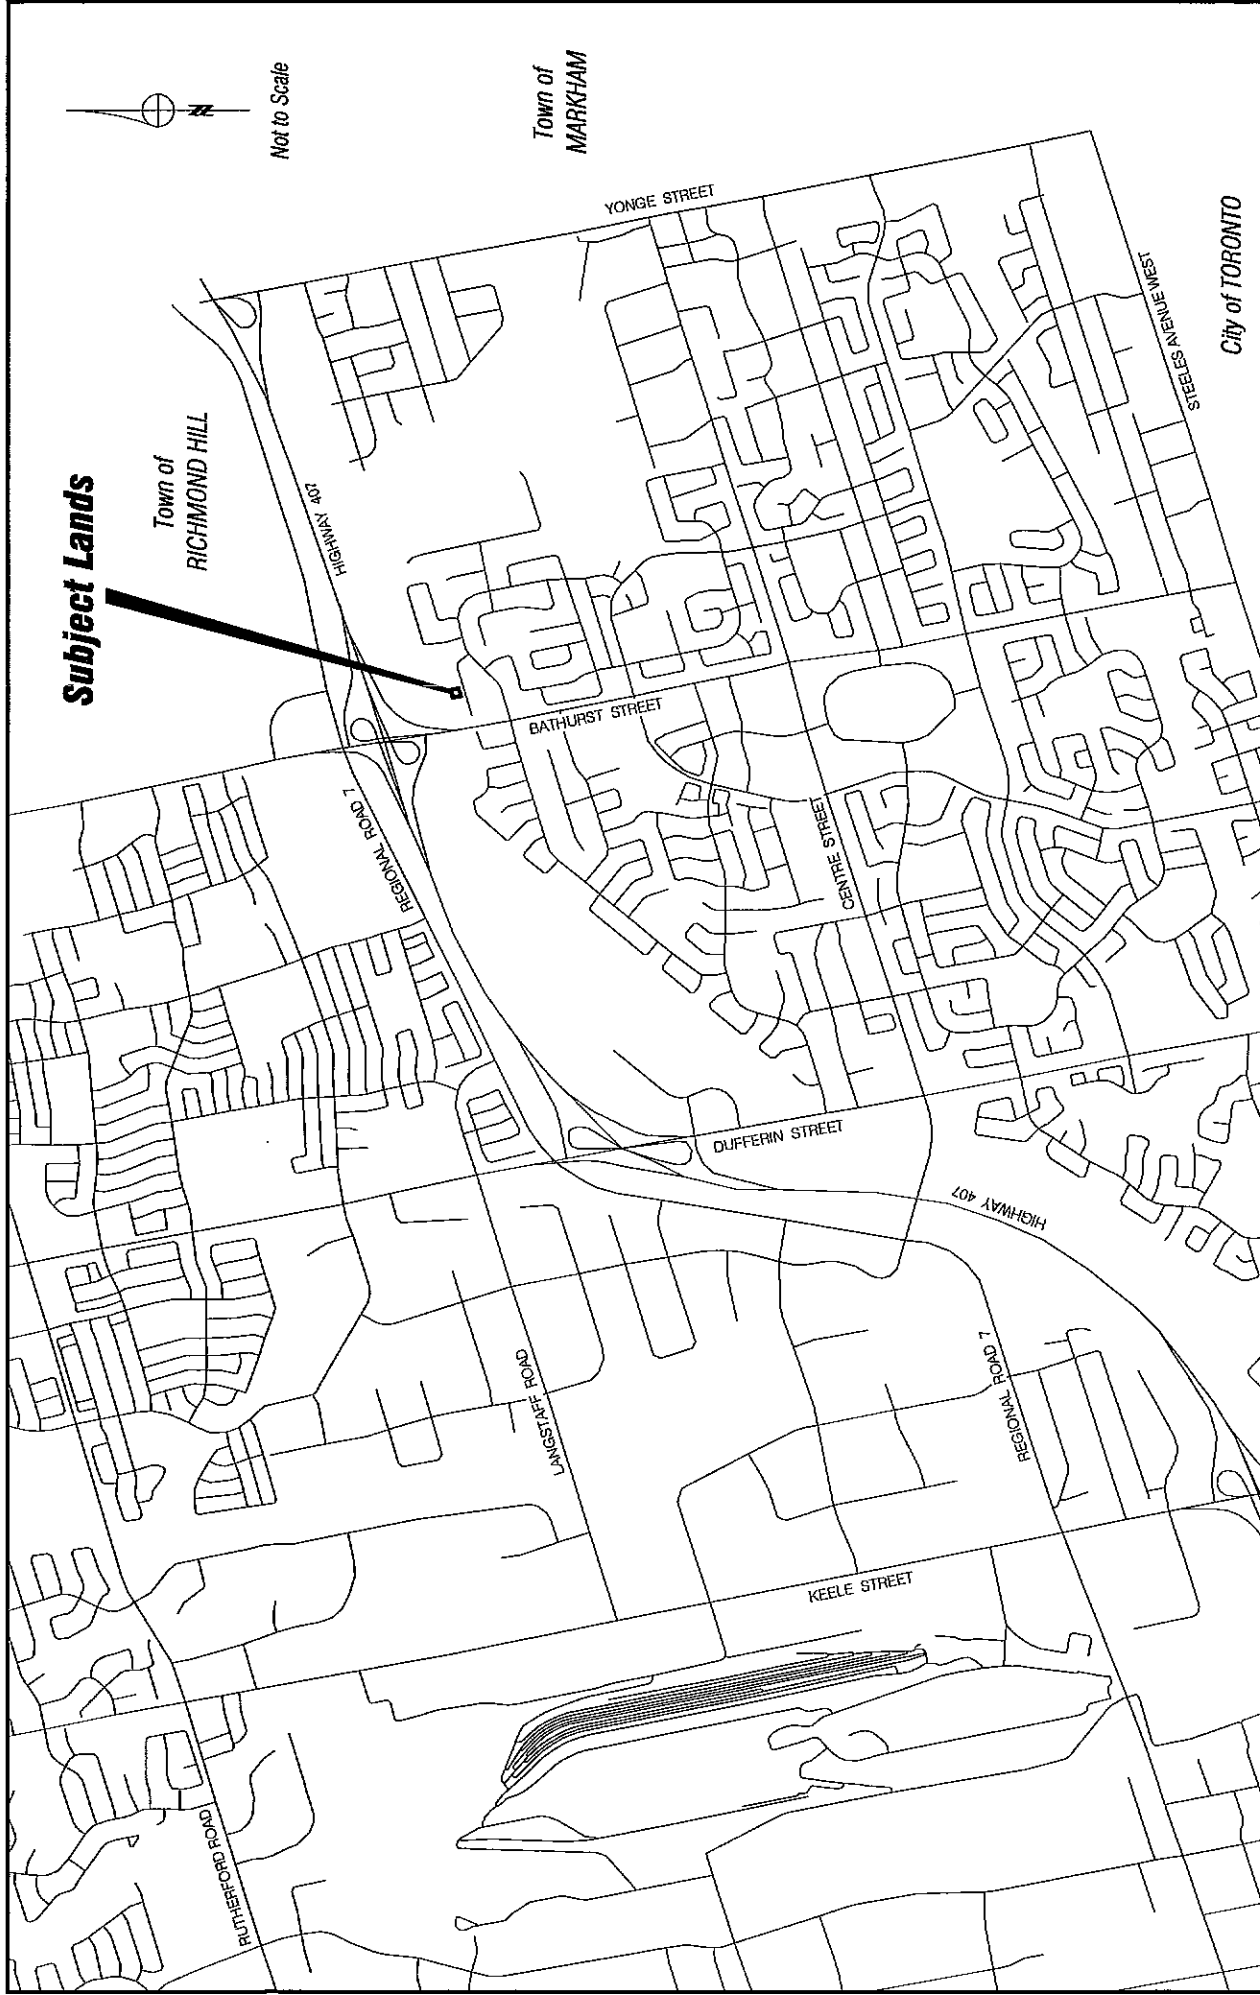 Subject Lands
Town of
RICHMOND HILL
Not to Scale
Town of
MARKHAM
City of TORONTO
N
HIGHWAY 407
YONGE STREET
BATHURST STREET
REGIONAL ROAD 7
CENTRE STREET
STEELES AVENUE WEST
DUFFERIN STREET
HIGHWAY 407
LANGSTAFF ROAD
REGIONAL ROAD 7
KEELE STREET
RUTHERFORD ROAD